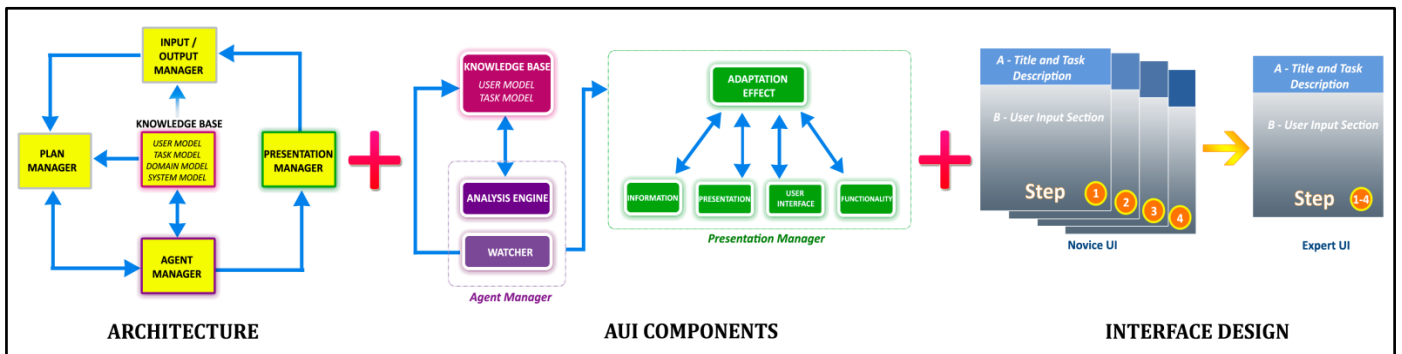 INPUT /
OUTPUT
MANAGER
KNOWLEDGE BASE
USER MODEL
TASK MODEL
DOMAIN MODEL
SYSTEM MODEL
PLAN
MANAGER
PRESENTATION
MANAGER
AGENT
MANAGER
ARCHITECTURE
KNOWLEDGE BASE
USER MODEL
TASK MODEL
ANALYSIS ENGINE
WATCHER
Agent Manager
ADAPTATION
EFFECT
INFORMATION
PRESENTATION
USER
INTERFACE
FUNCTIONALITY
Presentation Manager
AUI COMPONENTS
A - Title and Task
Description
B - User Input Section
Step 1
2
3
4
Novice UI
A - Title and Task
Description
B - User Input Section
Step 1-4
Expert UI
INTERFACE DESIGN